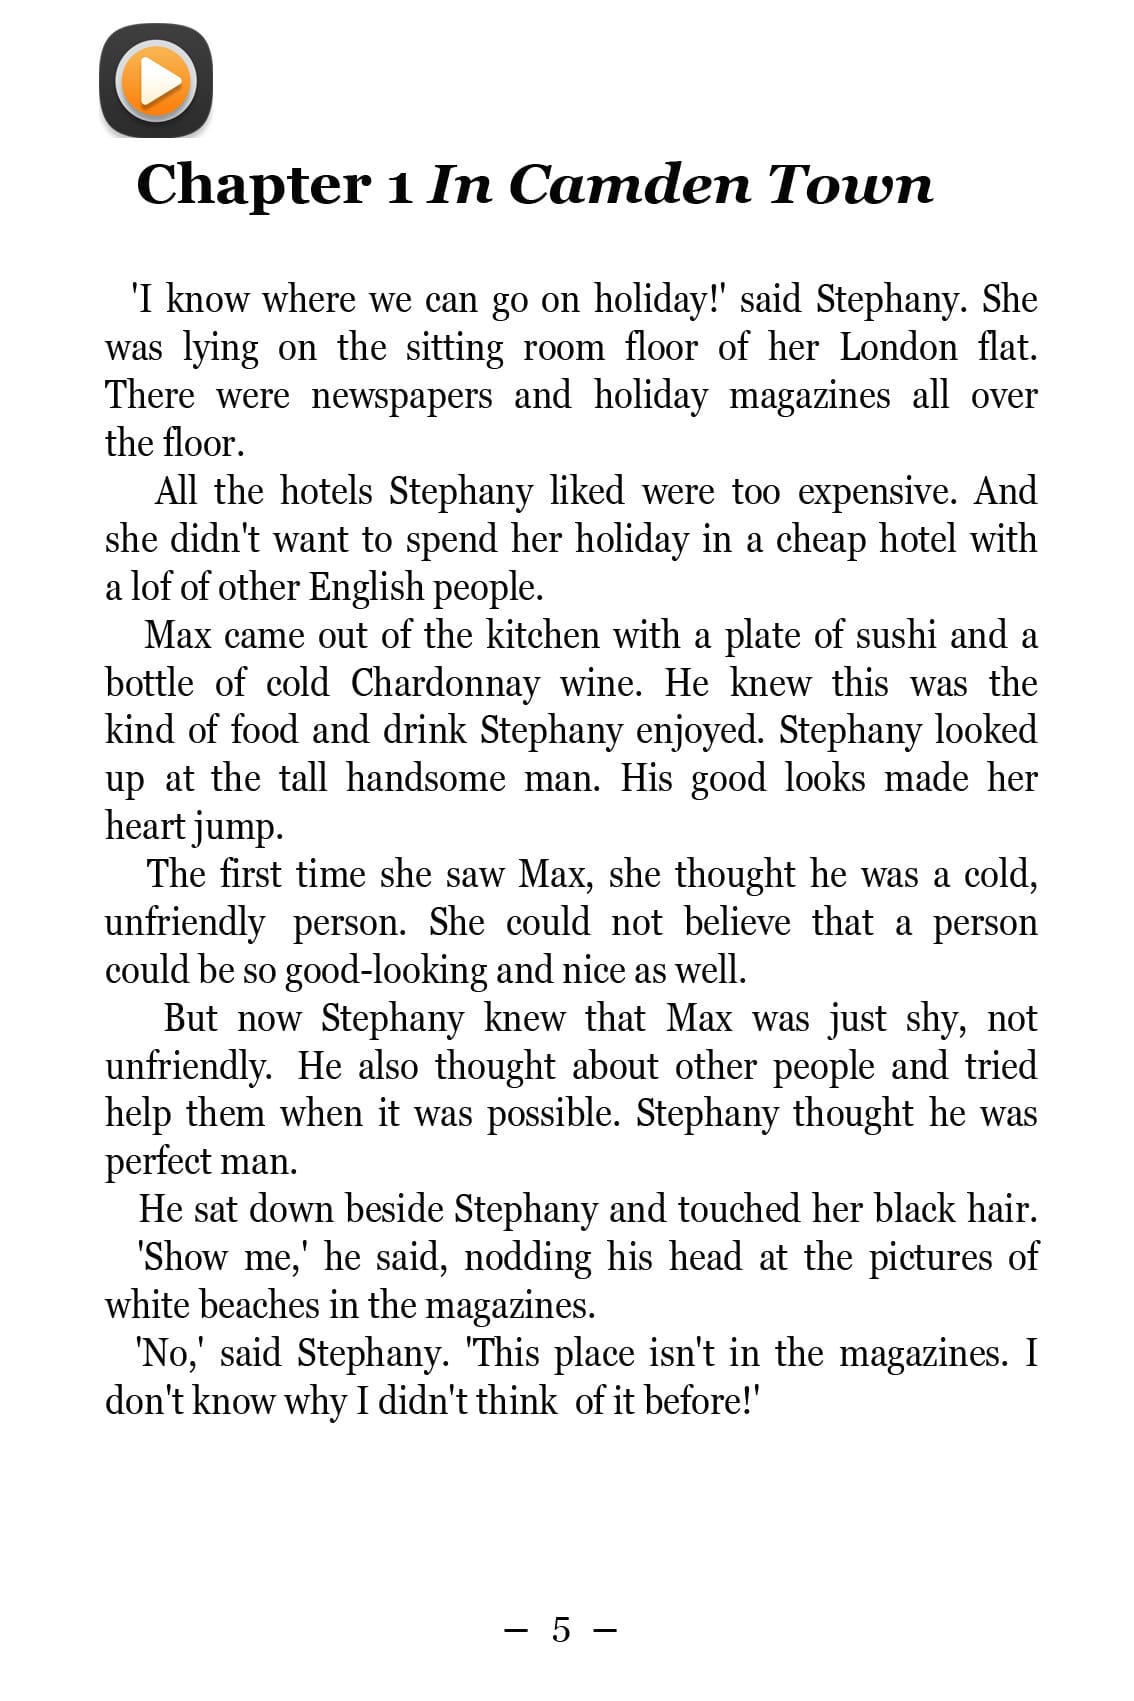 Chapter 1 In Camden Town
'I know where we can go on holiday!' said Stephany. She
was lying on the sitting room floor of her London flat.
There were newspapers and holiday magazines all over
the floor.
All the hotels Stephany liked were too expensive. And
she didn't want to spend her holiday in a cheap hotel with
a lof of other English people.
Max came out of the kitchen with a plate of sushi and a
bottle of cold Chardonnay wine. He knew this was the
kind of food and drink Stephany enjoyed. Stephany looked
up at the tall handsome man. His good looks made her
heart jump.
The first time she saw Max, she thought he was a cold,
unfriendly person. She could not believe that a person
could be so good-looking and nice as well.
But now Stephany knew that Max was just shy, not
unfriendly. He also thought about other people and tried
help them when it was possible. Stephany thought he was
perfect man.
He sat down beside Stephany and touched her black hair.
'Show me,' he said, nodding his head at the pictures of
white beaches in the magazines.
'No,' said Stephany. 'This place isn't in the magazines. I
don't know why I didn't think of it before!'
– 5 –